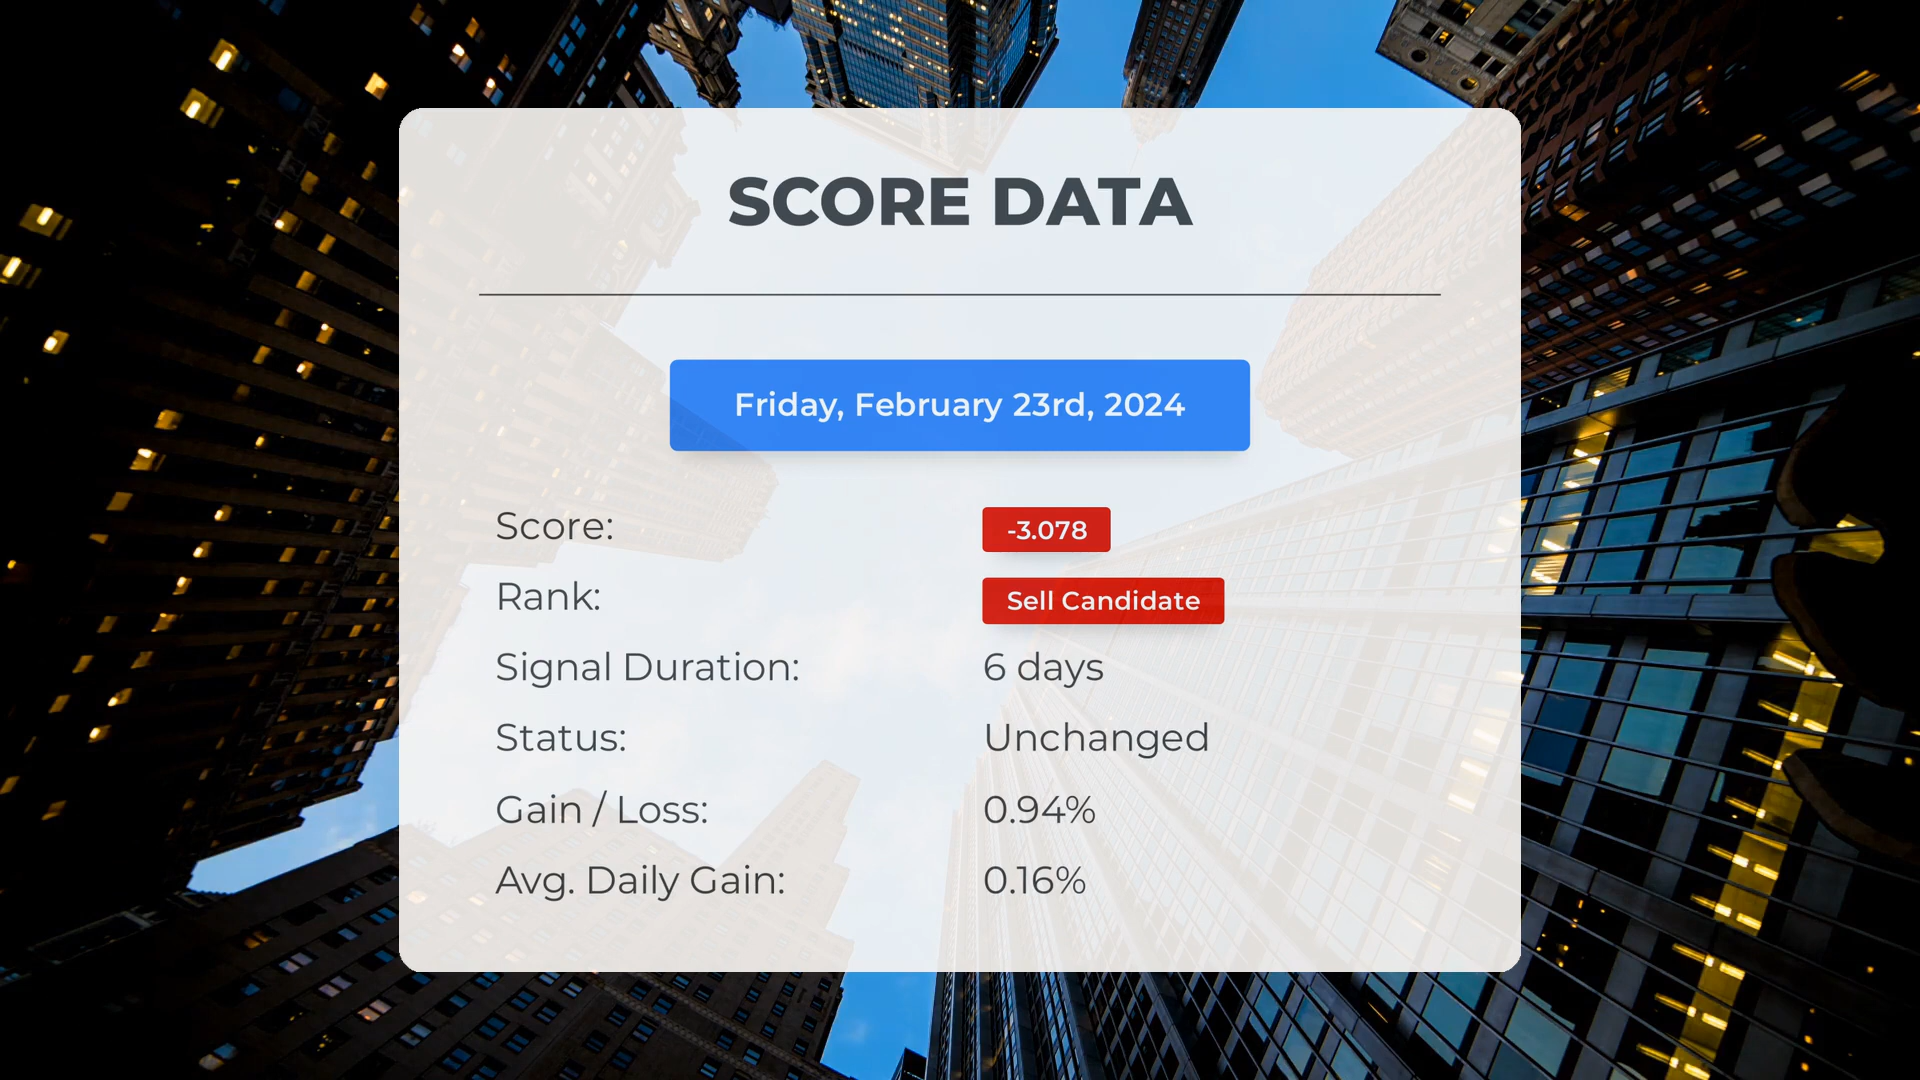 SCORE DATA
Friday, February 23rd, 2024
Score: -3.078
Rank: Sell Candidate
Signal Duration: 6 days
Status: Unchanged
Gain / Loss: 0.94%
Avg. Daily Gain: 0.16%